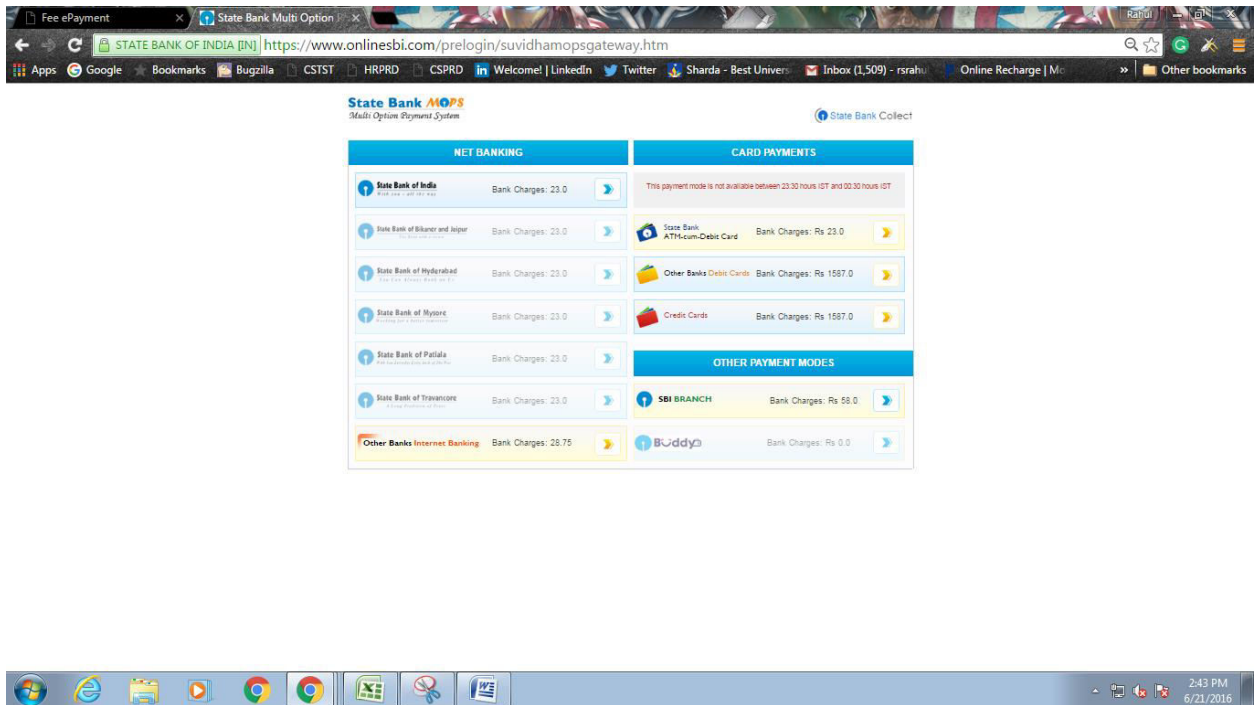 Fee ePayment
State Bank Multi Option P
Rahul
STATE BANK OF INDIA [IN] https://www.onlinesbi.com/prelogin/suvidhamopsgateway.htm
Apps Google Bookmarks Bugzilla CSTST HRPRD CSPRD Welcome! | LinkedIn Twitter Sharda - Best Univers Inbox (1,509) - rsrahu Online Recharge | Mo » Other bookmarks
State Bank MOPS
Multi Option Payment System
State Bank Collect
NET BANKING
State Bank of India Bank Charges: 23.0
State Bank of Bikaner and Jaipur Bank Charges: 23.0
State Bank of Hyderabad Bank Charges: 23.0
State Bank of Mysore Bank Charges: 23.0
State Bank of Patiala Bank Charges: 23.0
State Bank of Travancore Bank Charges: 23.0
Other Banks Internet Banking Bank Charges: 28.75
CARD PAYMENTS
This payment mode is not available between 23:30 hours IST and 00:30 hours IST
State Bank
ATM-cum-Debit Card Bank Charges: Rs 23.0
Other Banks Debit Cards Bank Charges: Rs 1587.0
Credit Cards Bank Charges: Rs 1587.0
OTHER PAYMENT MODES
SBI BRANCH Bank Charges: Rs 58.0
Buddy Bank Charges: Rs 0.0
2:43 PM
6/21/2016